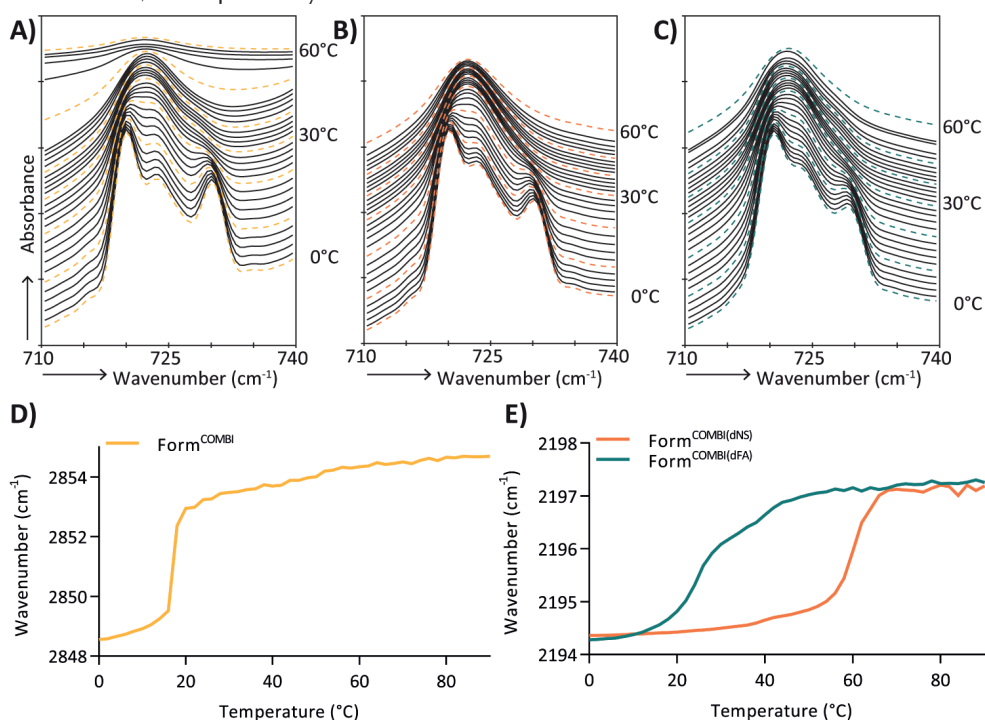 A)
B)
C)
60°C
30°C
0°C
Absorbance
710
725
740
Wavenumber (cm⁻¹)
60°C
30°C
0°C
710
725
740
Wavenumber (cm⁻¹)
60°C
30°C
0°C
710
725
740
Wavenumber (cm⁻¹)
D)
Form^COMBI
Wavenumber (cm⁻¹)
2854
2852
2850
2848
0
20
40
60
80
Temperature (°C)
E)
Form^COMBI(dNS)
Form^COMBI(dFA)
Wavenumber (cm⁻¹)
2198
2197
2196
2195
2194
0
20
40
60
80
Temperature (°C)